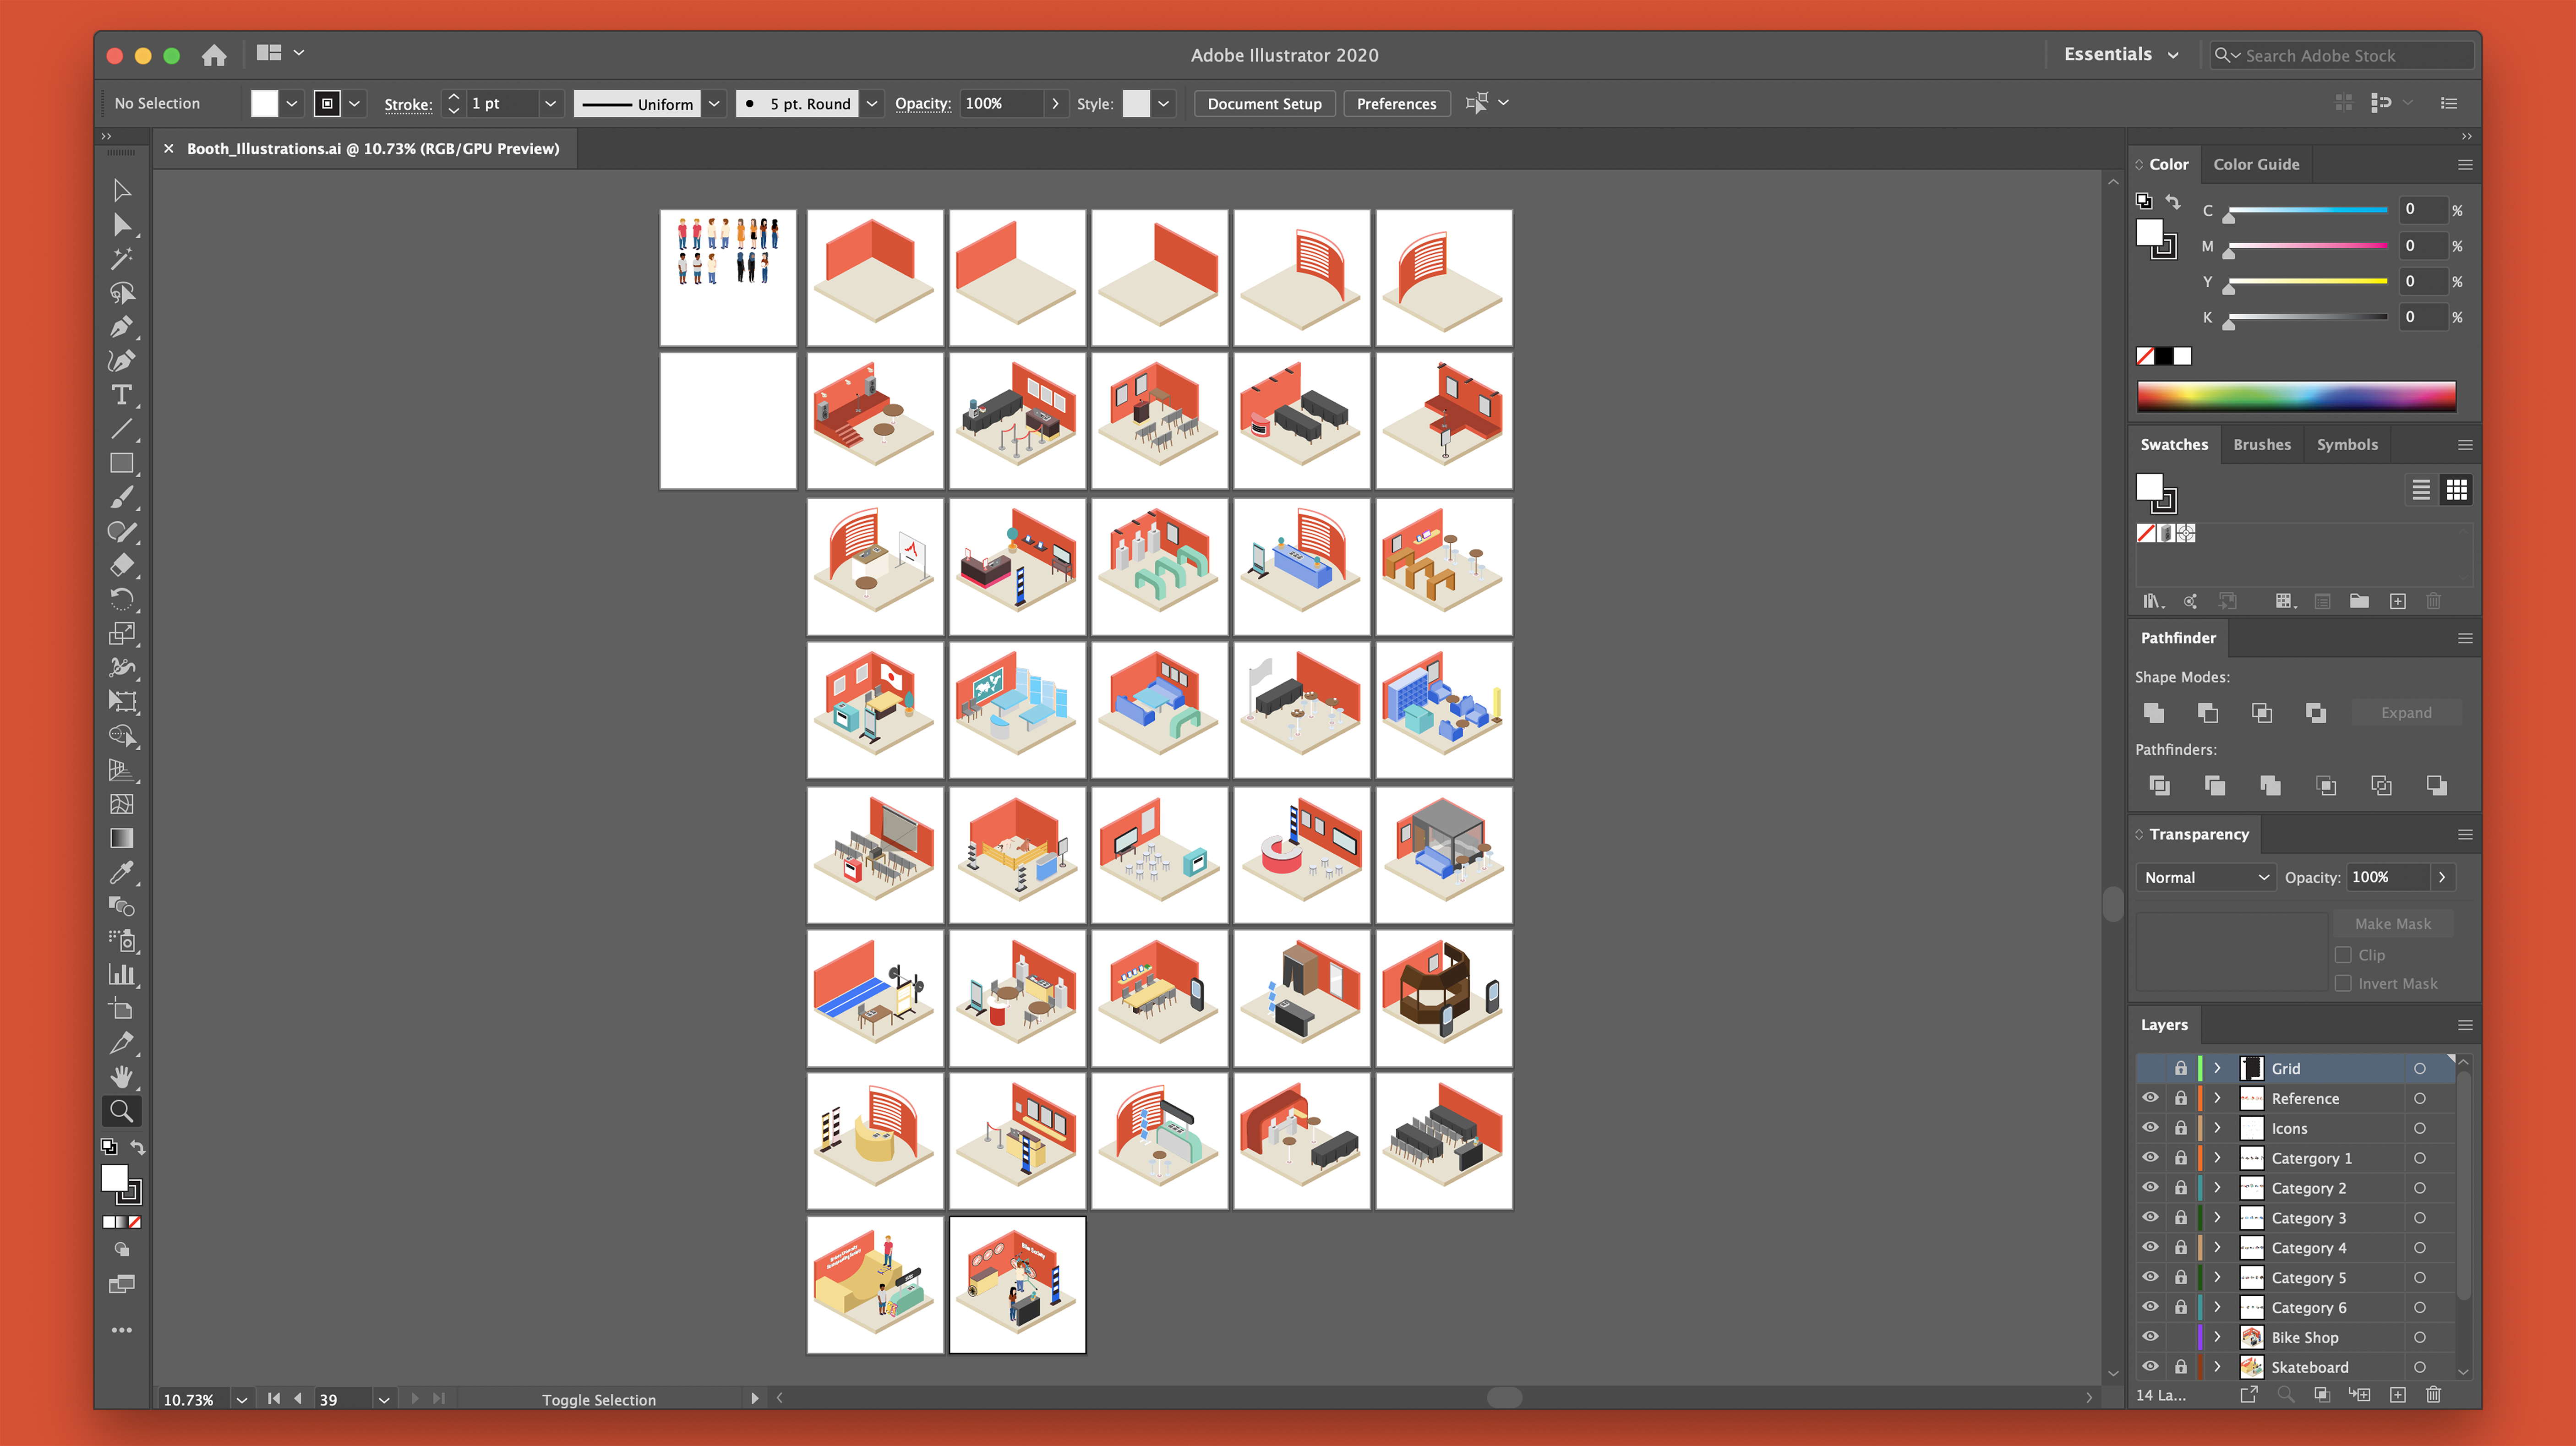 Adobe Illustrator 2020
Essentials
Search Adobe Stock
No Selection
Stroke:
1 pt
Uniform
5 pt. Round
Opacity:
100%
Style:
Document Setup
Preferences
× Booth_Illustrations.ai @ 10.73% (RGB/GPU Preview)
Color
Color Guide
C 0 %
M 0 %
Y 0 %
K 0 %
Swatches
Brushes
Symbols
Pathfinder
Shape Modes:
Expand
Pathfinders:
Transparency
Normal
Opacity:
100%
Make Mask
Clip
Invert Mask
Layers
Grid
Reference
Icons
Catergory 1
Category 2
Category 3
Category 4
Category 5
Category 6
Bike Shop
Skateboard
14 La...
10.73%
39
Toggle Selection